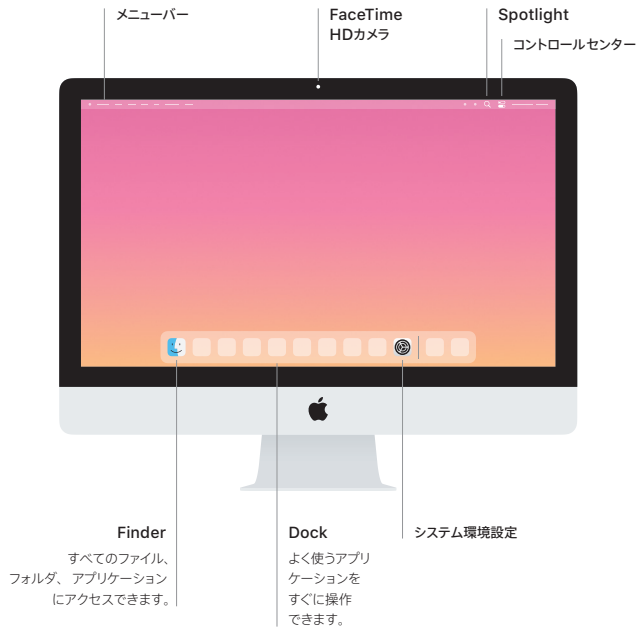 メニューバー
FaceTime
HDカメラ
Spotlight
コントロールセンター
Finder
すべてのファイル、
フォルダ、 アプリケーション
にアクセスできます。
Dock
よく使うアプリ
ケーションを
すぐに操作
できます。
システム環境設定